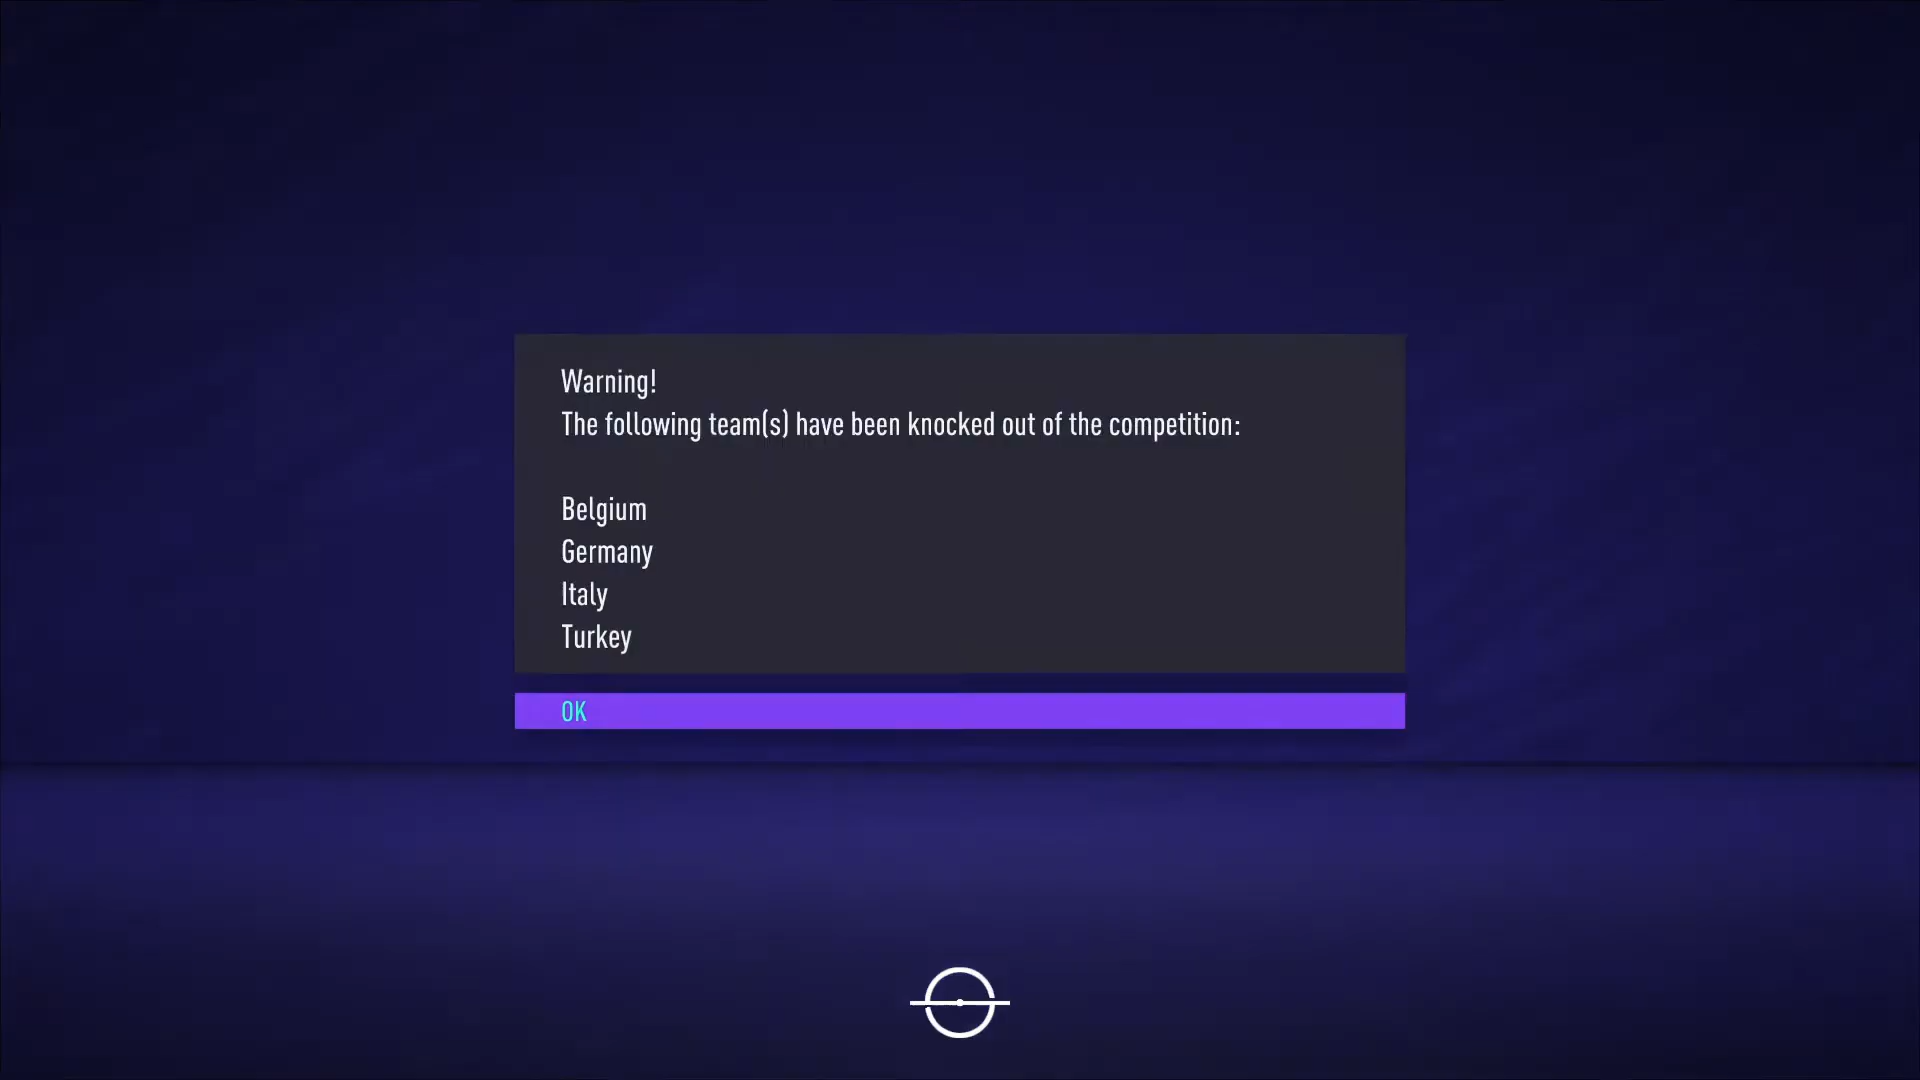 Warning!
The following team(s) have been knocked out of the competition:
Belgium
Germany
Italy
Turkey
OK